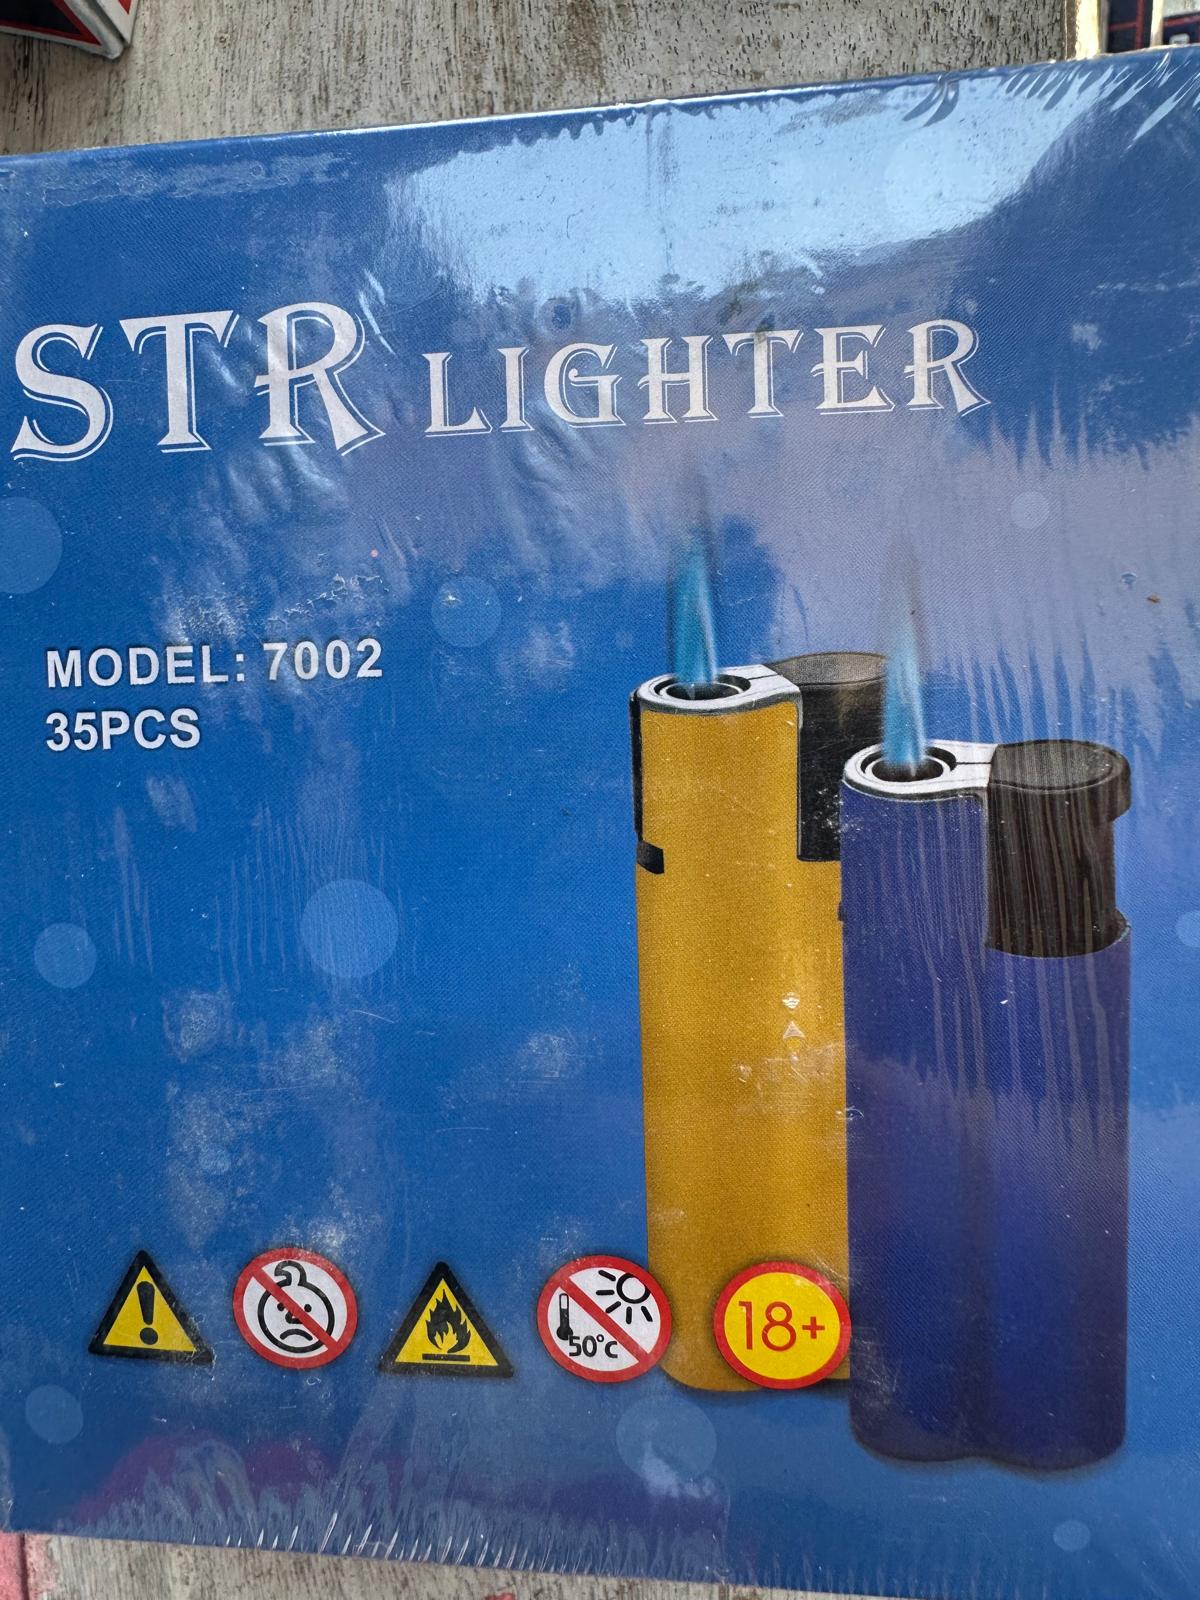 STR LIGHTER
MODEL: 7002
35PCS
50°c
18+